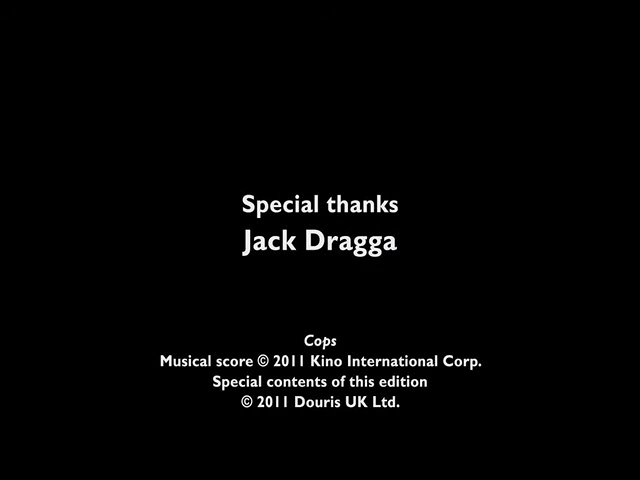 Special thanks
Jack Dragga
Cops
Musical score © 2011 Kino International Corp.
Special contents of this edition
© 2011 Douris UK Ltd.